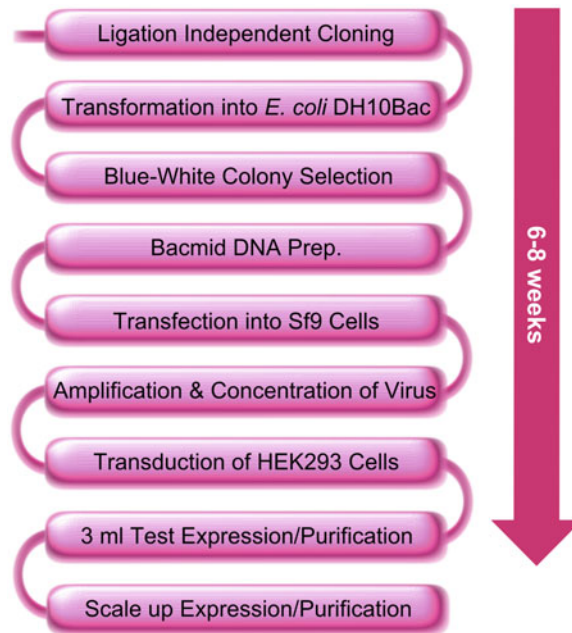 Ligation Independent Cloning
Transformation into E. coli DH10Bac
Blue-White Colony Selection
Bacmid DNA Prep.
Transfection into Sf9 Cells
Amplification & Concentration of Virus
Transduction of HEK293 Cells
3 ml Test Expression/Purification
Scale up Expression/Purification
6-8 weeks